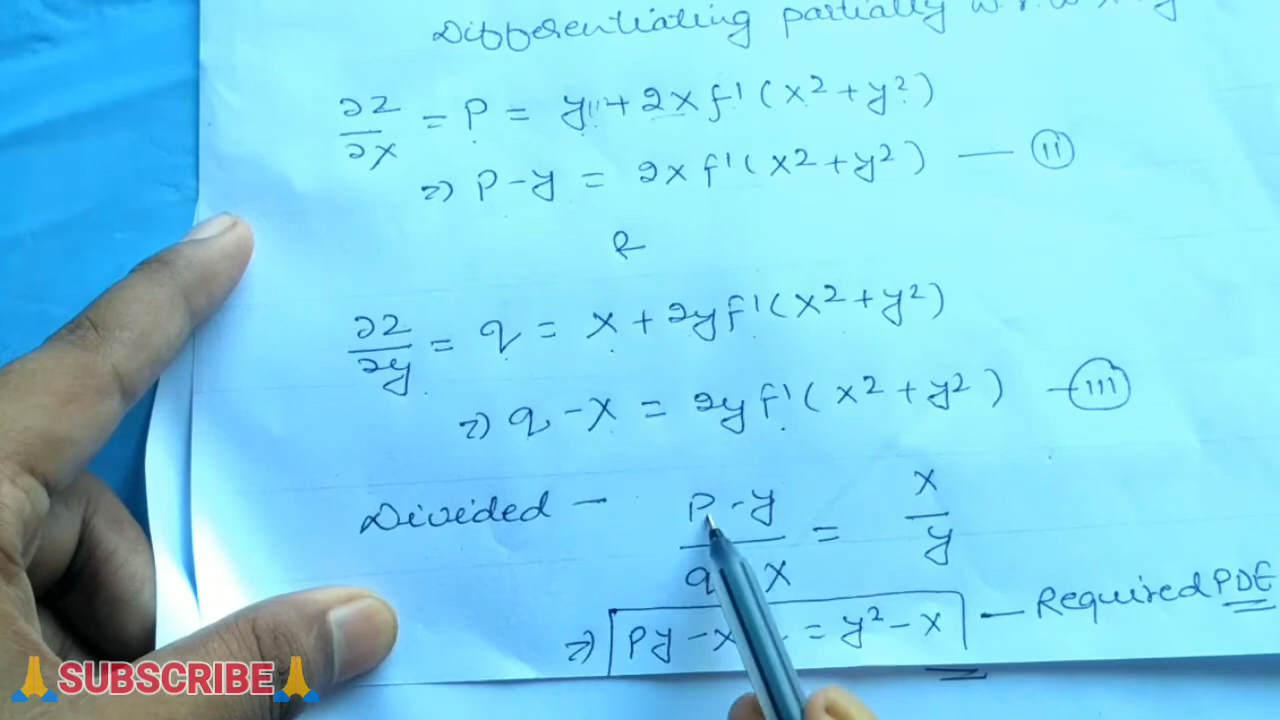 Differentiating partially w.r.to x
∂z/∂x = P = y + 2x f'(x² + y²)
⇒ P - y = 2x f'(x² + y²) — (ii)
&
∂z/∂y = q = x + 2y f'(x² + y²)
⇒ q - x = 2y f'(x² + y²) — (iii)
Divided — P - y / q x = x / y
⇒ Py - x = y² - x — Required PDE
🙏SUBSCRIBE🙏